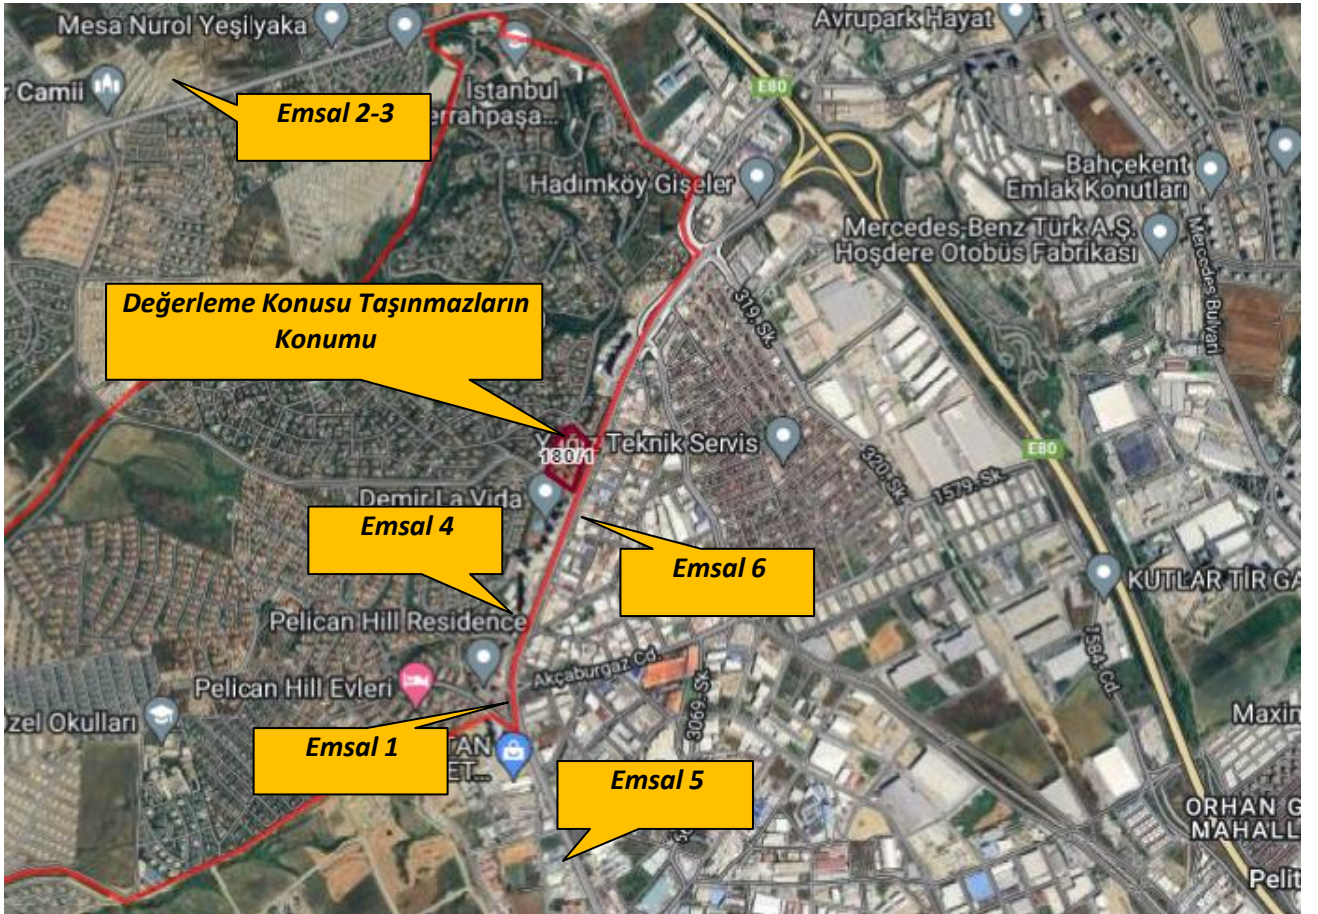 Mesa Nurol Yeşilyaka
Avrupark Hayat
r Camii
Emsal 2-3
İstanbul
errahpaşa...
E80
Hadımköy Gişeler
Bahçekent
Emlak Konutları
Mercedes-Benz Türk A.Ş.
Hoşdere Otobüs Fabrikası
Mercedes Bulvarı
Değerleme Konusu Taşınmazların
Konumu
319. Sk.
Teknik Servis
180/1
E80
320. Sk.
1579. Sk.
Demir La Vida
Emsal 4
Emsal 6
KUTLAR TIR GA
Pelican Hill Residence
Akçaburgaz Cd.
1584. Cd.
Pelican Hill Evleri
3069. Sk.
zel Okulları
Maxin
Emsal 1
TAN
ET...
Emsal 5
ORHAN G
MAHALL
Pelit